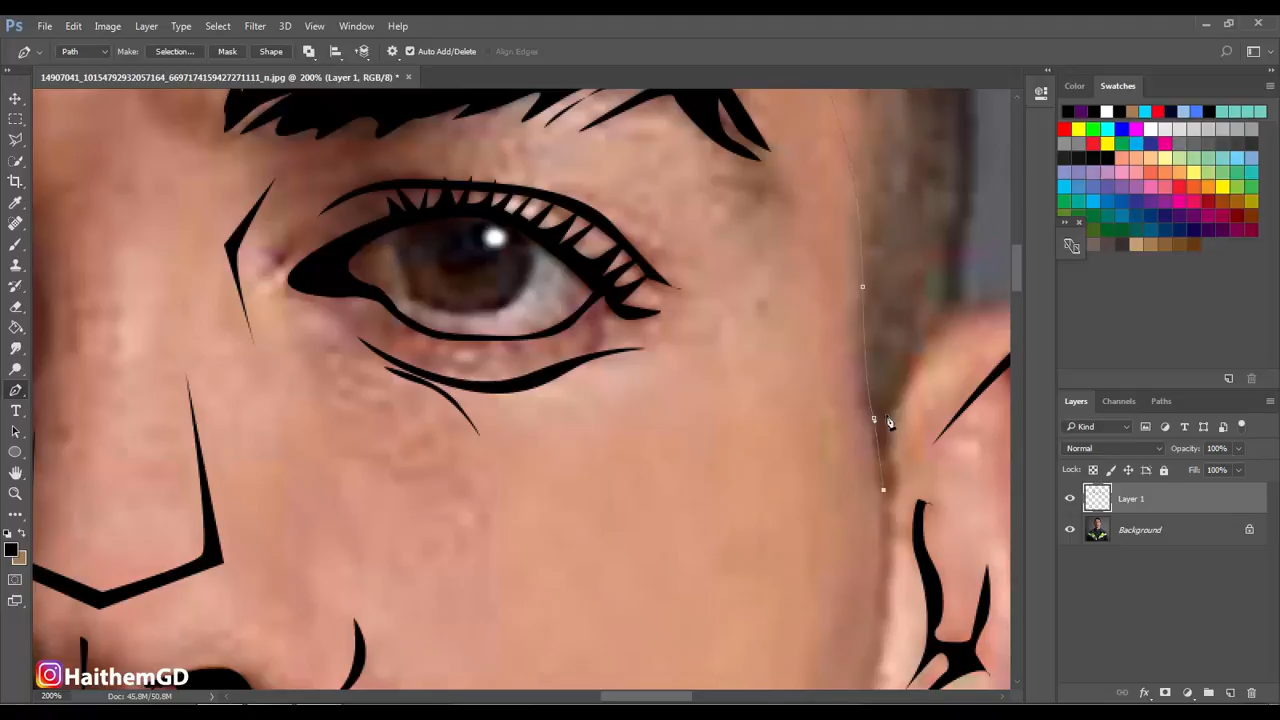 Ps File Edit Image Layer Type Select Filter 3D View Window Help
Path Make: Selection... Mask Shape Auto Add/Delete Align Edges
14907041_10154792932057164_6697174159427271111_n.jpg @ 200% (Layer 1, RGB/8) *
Color Swatches
Layers Channels Paths
Kind
Normal Opacity: 100%
Lock: Fill: 100%
Layer 1
Background
HaithemGD
200% Doc: 45,8M/50,8M